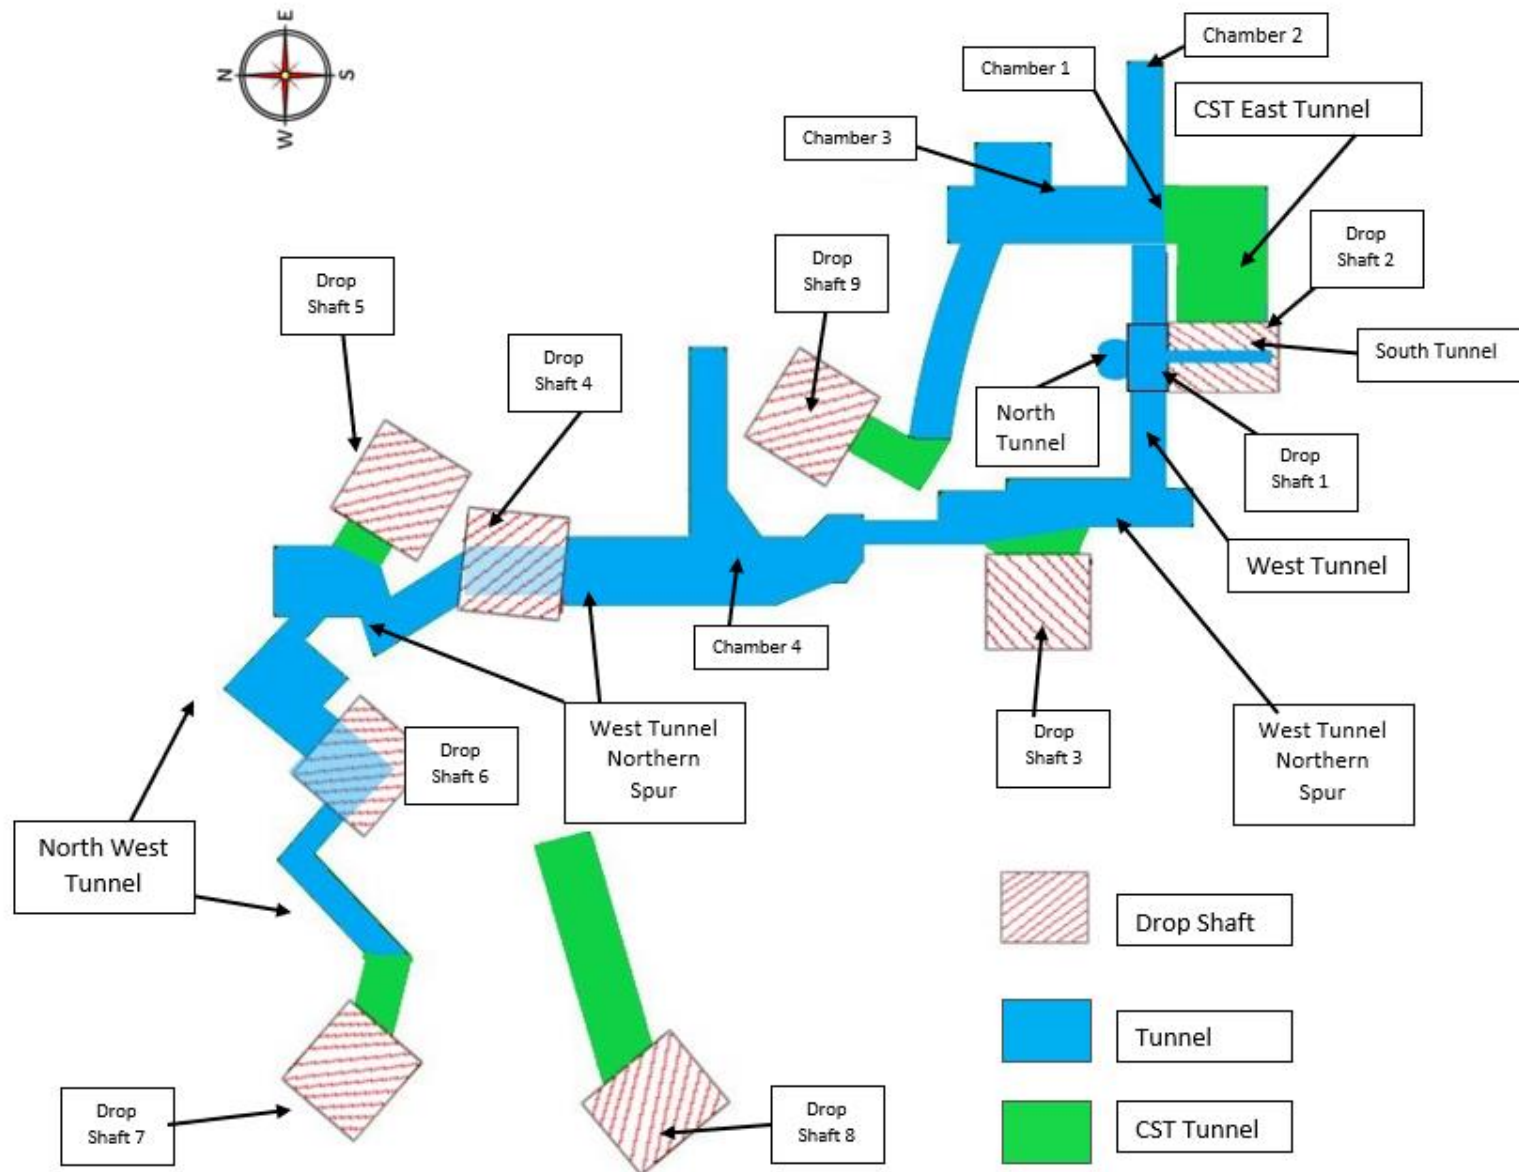 E
N
S
W
Chamber 2
Chamber 1
CST East Tunnel
Chamber 3
Drop
Shaft 2
Drop
Shaft 9
Drop
Shaft 5
South Tunnel
Drop
Shaft 4
North
Tunnel
Drop
Shaft 1
West Tunnel
Chamber 4
West Tunnel
Northern
Spur
Drop
Shaft 3
West Tunnel
Northern
Spur
Drop
Shaft 6
North West
Tunnel
Drop Shaft
Tunnel
Drop
Shaft 7
Drop
Shaft 8
CST Tunnel